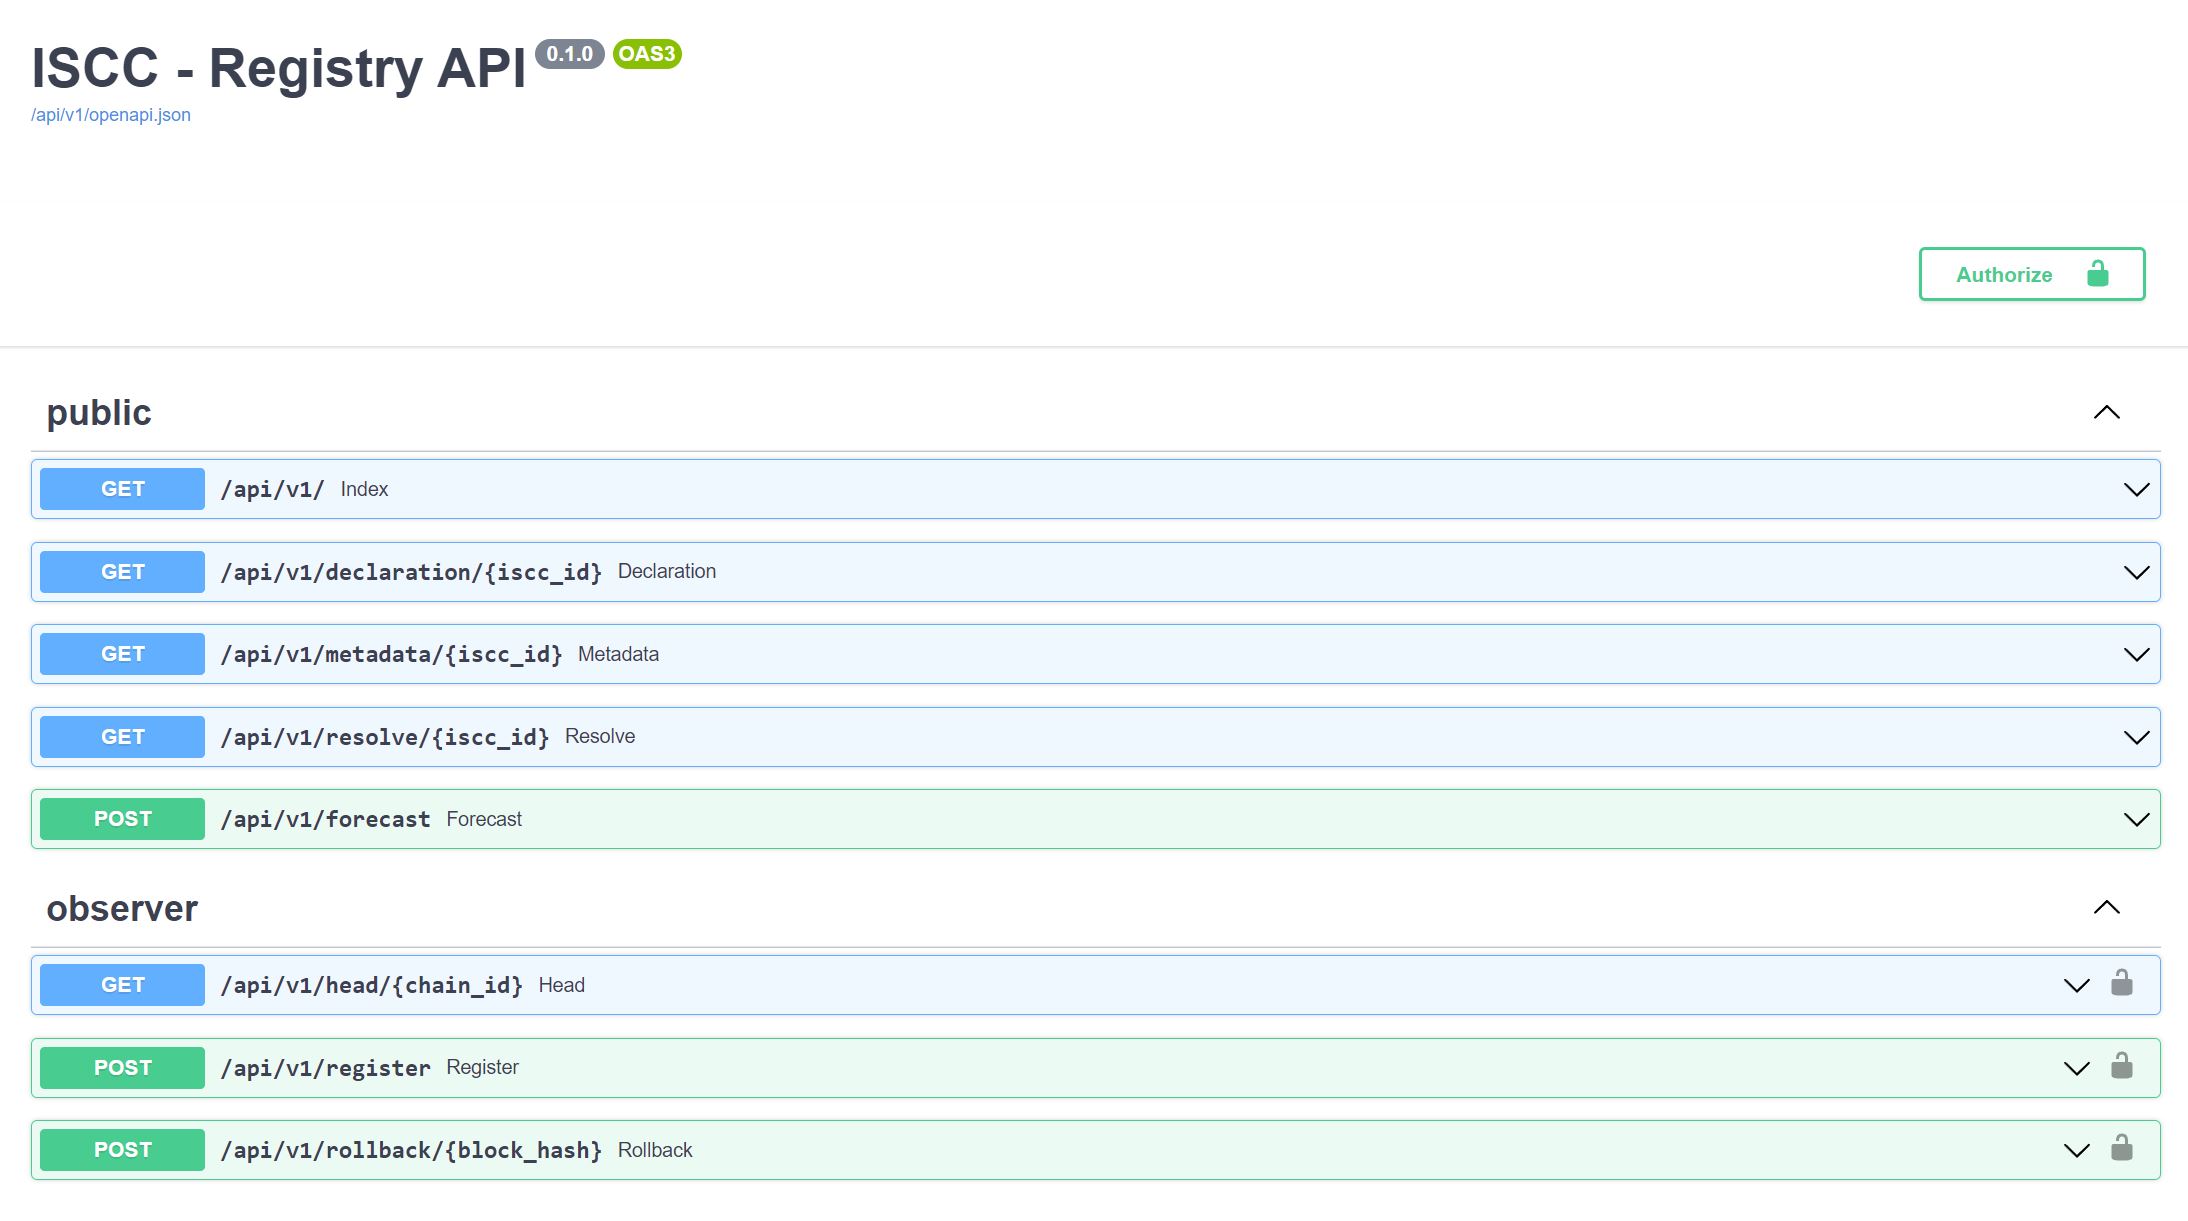 ISCC - Registry API 0.1.0 OAS3
/api/v1/openapi.json
Authorize
public
GET /api/v1/ Index
GET /api/v1/declaration/{iscc_id} Declaration
GET /api/v1/metadata/{iscc_id} Metadata
GET /api/v1/resolve/{iscc_id} Resolve
POST /api/v1/forecast Forecast
observer
GET /api/v1/head/{chain_id} Head
POST /api/v1/register Register
POST /api/v1/rollback/{block_hash} Rollback